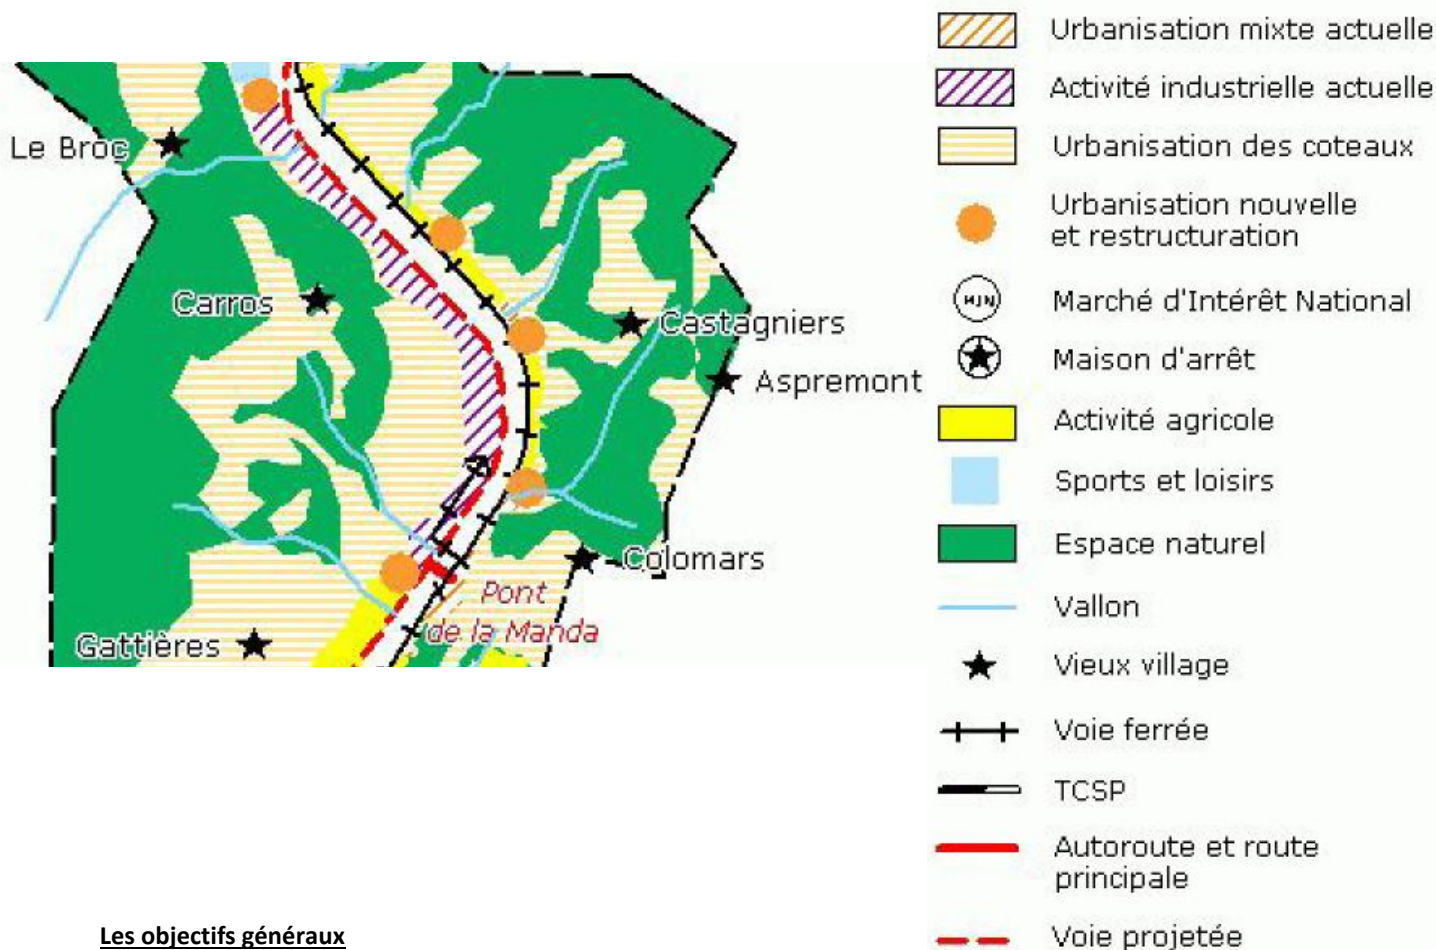 Le Broc
Carros
Castagniers
Aspremont
Colomars
Pont
de la Manda
Gattières
Urbanisation mixte actuelle
Activité industrielle actuelle
Urbanisation des coteaux
Urbanisation nouvelle
et restructuration
MIN
Marché d'Intérêt National
Maison d'arrêt
Activité agricole
Sports et loisirs
Espace naturel
Vallon
Vieux village
Voie ferrée
TCSP
Autoroute et route
principale
Voie projetée
Les objectifs généraux